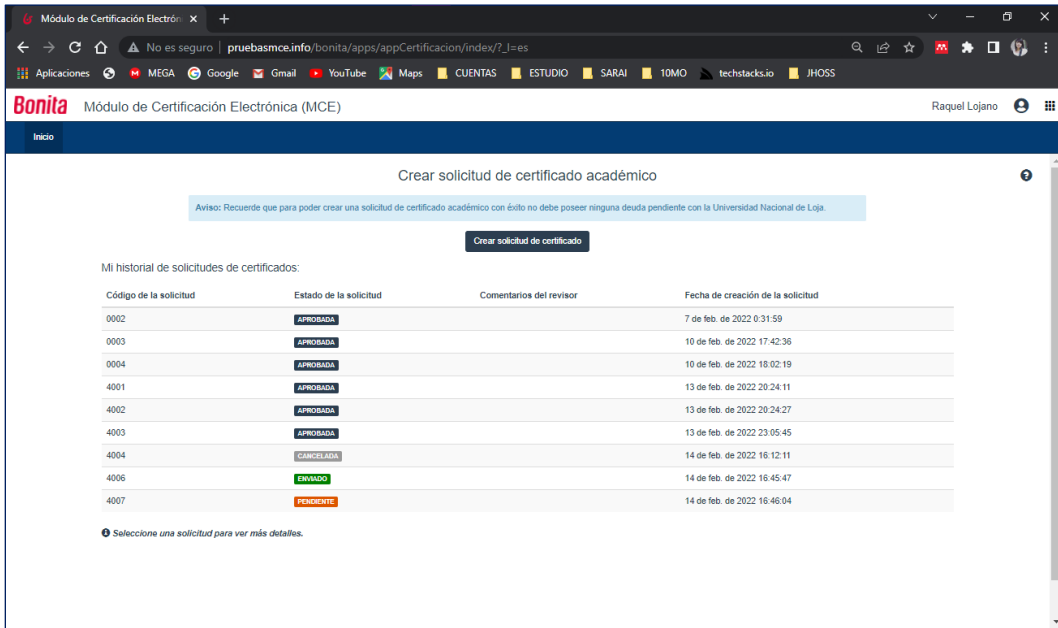 Módulo de Certificación Electrón
No es seguro | pruebasmce.info/bonita/apps/appCertificacion/index/?_l=es
Aplicaciones MEGA Google Gmail YouTube Maps CUENTAS ESTUDIO SARAI 10MO techstacks.io JHOSS
Bonita Módulo de Certificación Electrónica (MCE) Raquel Lojano
Inicio
Crear solicitud de certificado académico
Aviso: Recuerde que para poder crear una solicitud de certificado académico con éxito no debe poseer ninguna deuda pendiente con la Universidad Nacional de Loja.
Crear solicitud de certificado
Mi historial de solicitudes de certificados:
Código de la solicitud Estado de la solicitud Comentarios del revisor Fecha de creación de la solicitud
0002 APROBADA 7 de feb. de 2022 0:31:59
0003 APROBADA 10 de feb. de 2022 17:42:36
0004 APROBADA 10 de feb. de 2022 18:02:19
4001 APROBADA 13 de feb. de 2022 20:24:11
4002 APROBADA 13 de feb. de 2022 20:24:27
4003 APROBADA 13 de feb. de 2022 23:05:45
4004 CANCELADA 14 de feb. de 2022 16:12:11
4006 ENVIADO 14 de feb. de 2022 16:45:47
4007 PENDIENTE 14 de feb. de 2022 16:46:04
Seleccione una solicitud para ver más detalles.